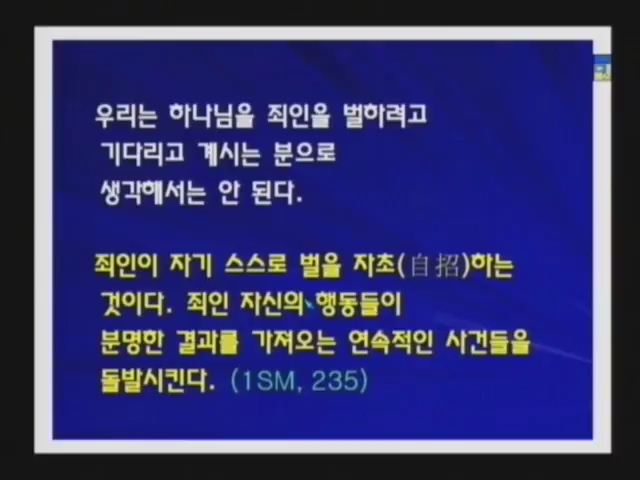 우리는 하나님을 죄인을 벌하려고
기다리고 계시는 분으로
생각해서는 안 된다.
죄인이 자기 스스로 벌을 자초(自招)하는
것이다. 죄인 자신의 행동들이
분명한 결과를 가져오는 연속적인 사건들을
돌발시킨다. (1SM, 235)